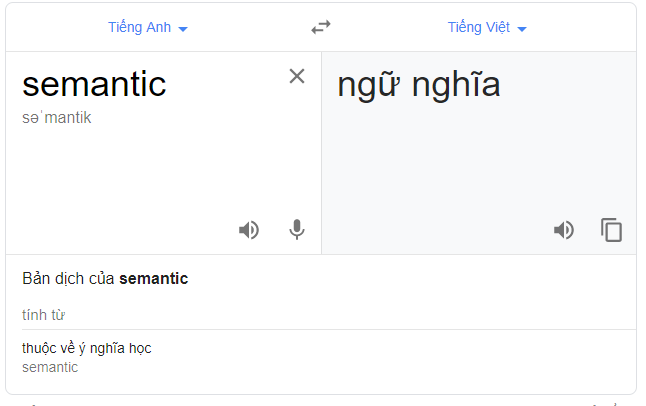 Tiếng Anh
Tiếng Việt
semantic
səˈmantik
ngữ nghĩa
Bản dịch của semantic
tính từ
thuộc về ý nghĩa học
semantic